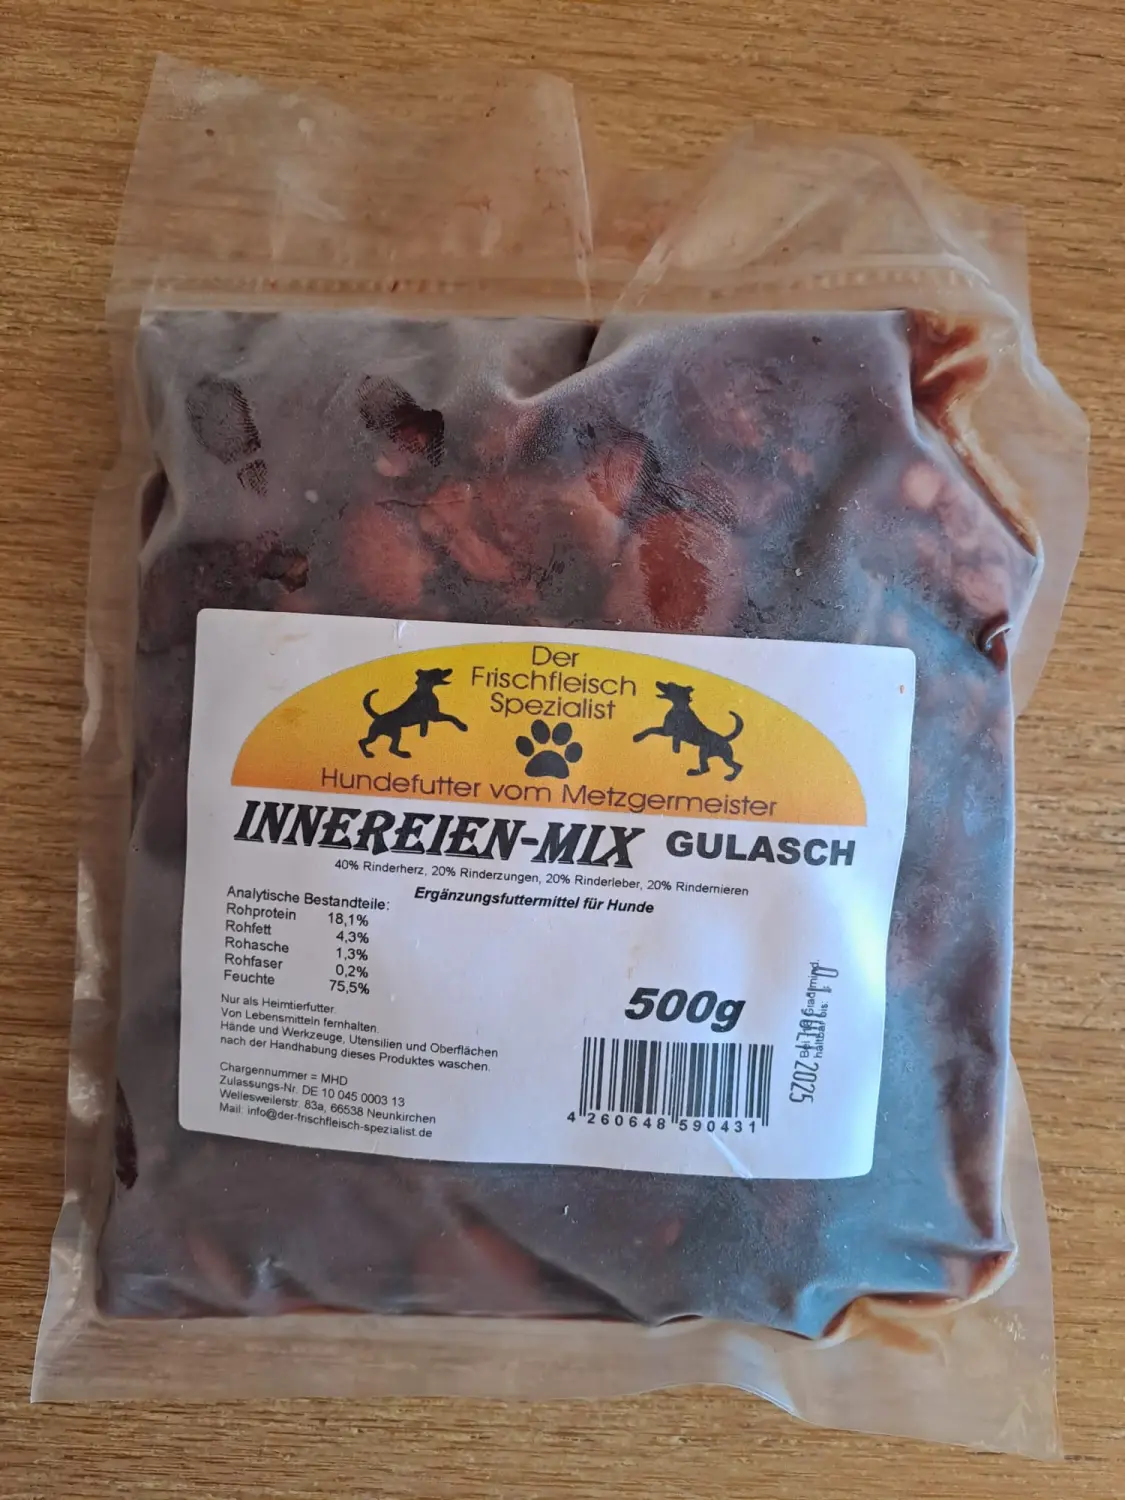 Der
Frischfleisch
Spezialist
Hundefutter vom Metzgermeister
INNEREIEN-MIX GULASCH
40% Rinderherz, 20% Rinderzungen, 20% Rinderleber, 20% Rindernieren
Ergänzungsfuttermittel für Hunde
Analytische Bestandteile:
Rohprotein 18,1%
Rohfett 4,3%
Rohasche 1,3%
Rohfaser 0,2%
Feuchte 75,5%
Nur als Heimtierfutter.
Von Lebensmitteln fernhalten.
Hände und Werkzeuge, Utensilien und Oberflächen
nach der Handhabung dieses Produktes waschen.
Chargennummer = MHD
Zulassungs-Nr. DE 10 045 0003 13
Wellesweilerstr. 83a, 66538 Neunkirchen
Mail: info@der-frischfleisch-spezialist.de
500g
4 260648 590431
Bei mind.
haltbar bis:
2025